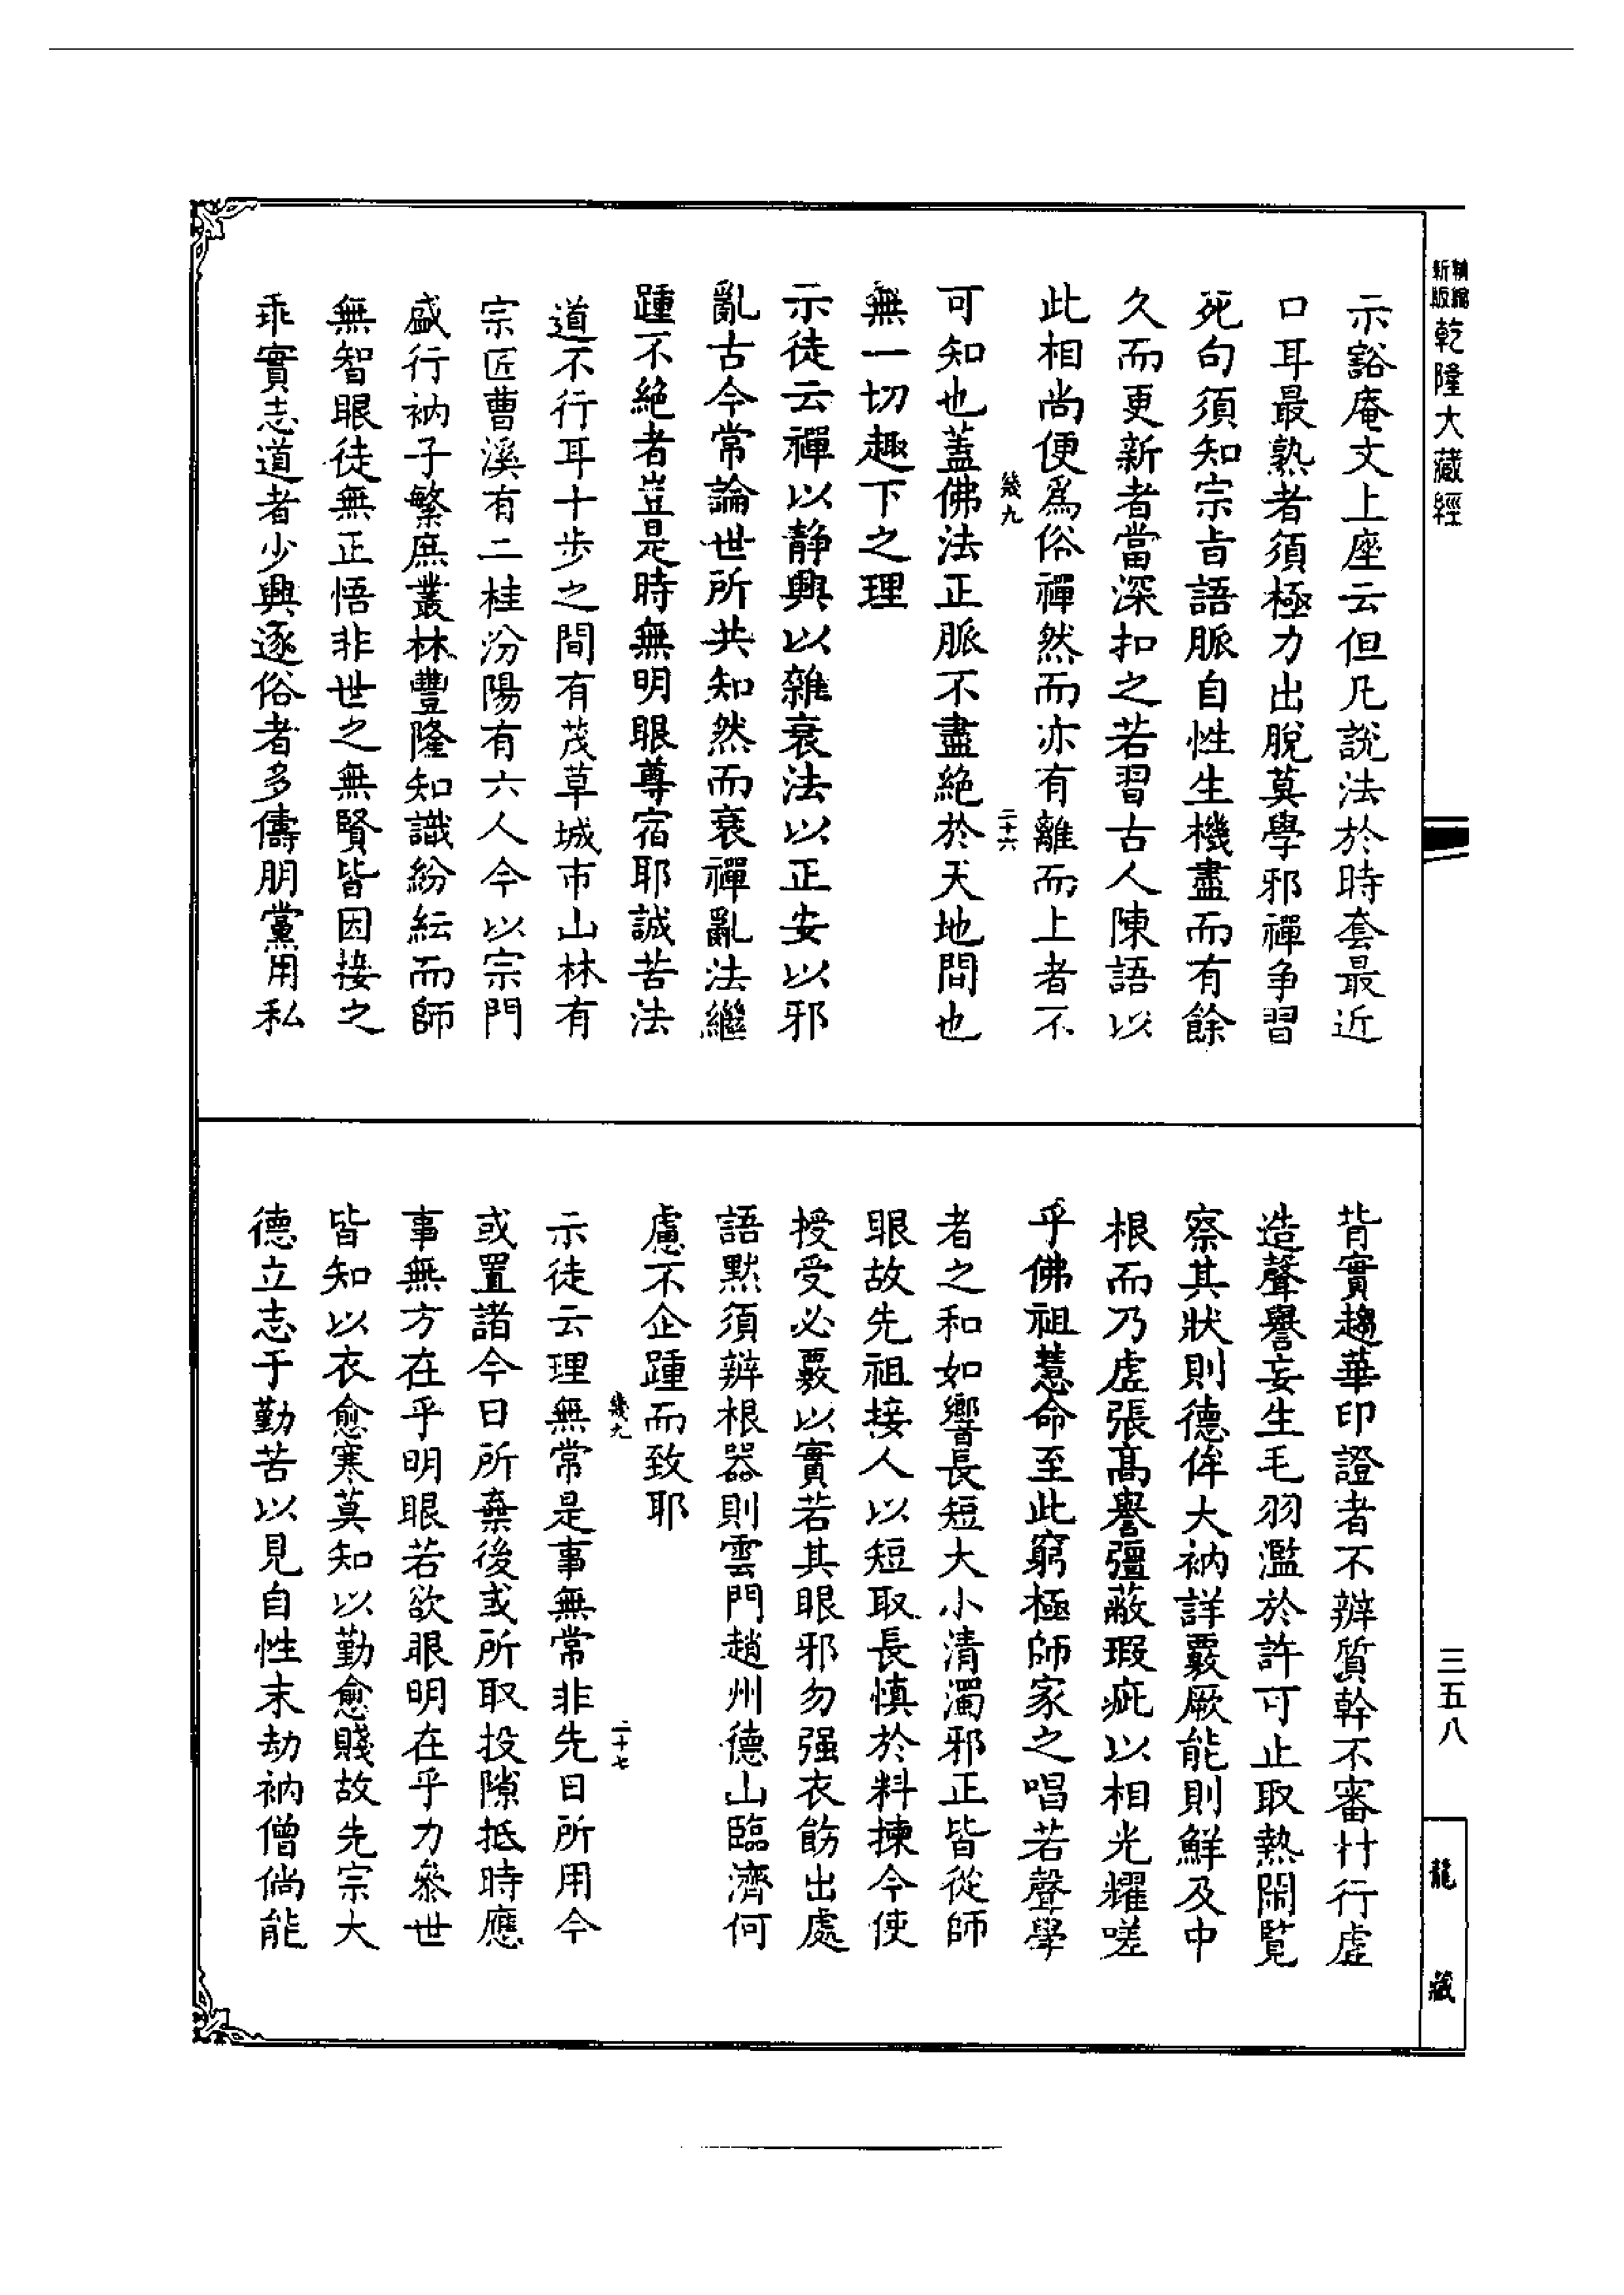 精縮新版乾隆大藏經
示豁庵文上座云但凡說法於時套最近
口耳最熟者須極力出脫莫學邪禪争習
死句須知宗旨語脈自性生機盡而有餘
久而更新者當深扣之若習古人陳語以
此相尚便爲俗禪然而亦有離而上者不
幾九 二十六
可知也蓋佛法正脈不盡絕於天地間也
無一切趣下之理
示徒云禪以靜興以雜衰法以正安以邪
亂古今常論世所共知然而衰禪亂法繼
踵不絕者豈是時無明眼尊宿耶誠苦法
道不行耳十步之間有茂草城市山林有
宗匠曹溪有二桂汾陽有六人今以宗門
盛行衲子繁庶叢林豐隆知識紛紜而師
無智眼徒無正悟非世之無賢皆因接之
乖實志道者少興逐俗者多儔朋黨用私
背實趨華印證者不辨質幹不審材行虛
造聲譽妄生毛羽濫於許可止取熱鬧覽
察其狀則德侔大衲詳覈厥能則鮮及中
根而乃虛張高譽彊蔽瑕疵以相光耀嗟
乎佛祖慧命至此窮極師家之唱若聲學
者之和如響長短大小清濁邪正皆從師
眼故先祖接人以短取長慎於料揀今使
授受必覈以實若其眼邪勿强衣飭出處
語默須辨根器則雲門趙州德山臨濟何
慮不企踵而致耶
幾九 二十七
示徒云理無常是事無常非先日所用今
或置諸今日所棄後或所取投隙抵時應
事無方在乎明眼若欲眼明在乎力參世
皆知以衣愈寒莫知以勤愈賤故先宗大
德立志于勤苦以見自性末劫衲僧倘能
三五八
龍藏